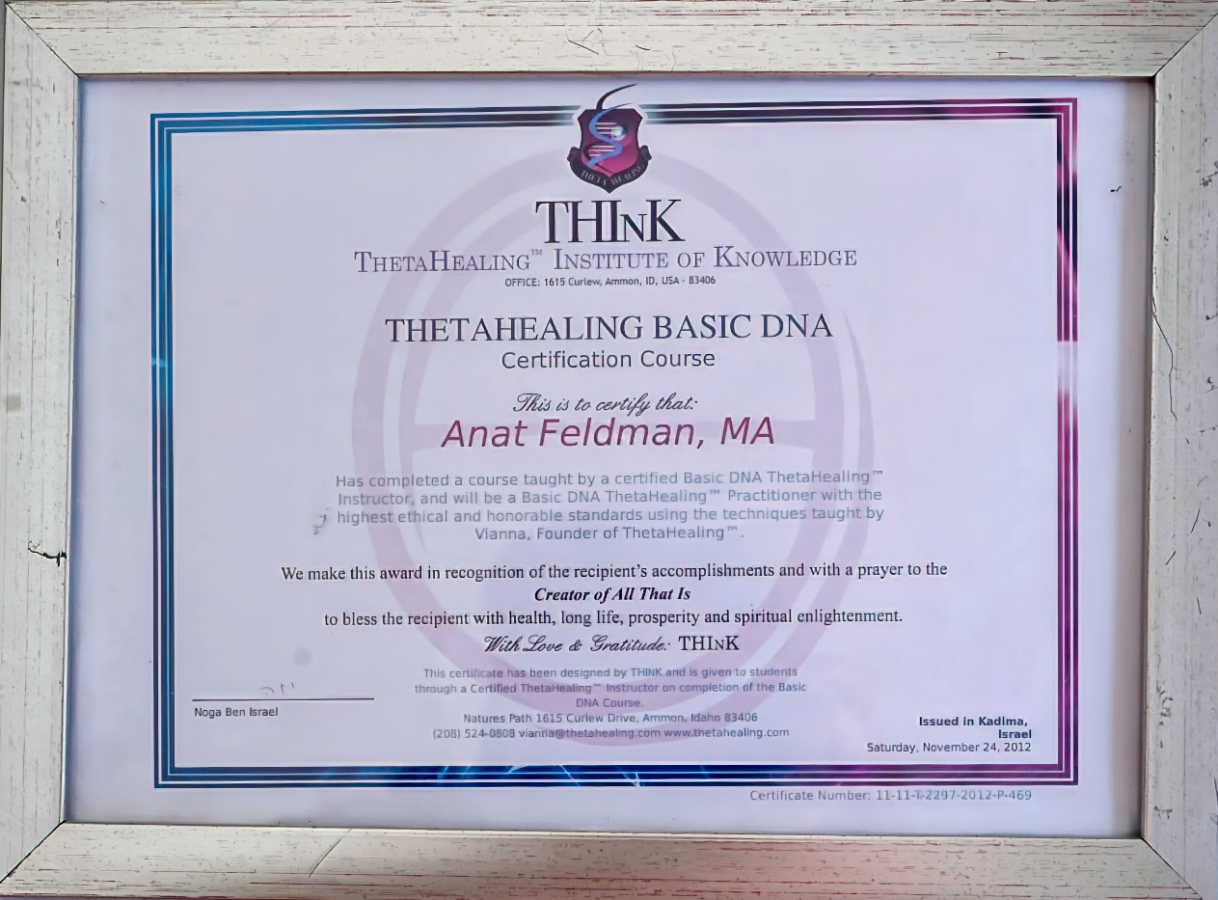 THETA HEALING
THINK
THETAHEALING™ INSTITUTE OF KNOWLEDGE
OFFICE: 1615 Curlew, Ammon, ID, USA - 83406
THETAHEALING BASIC DNA
Certification Course
This is to certify that:
Anat Feldman, MA
Has completed a course taught by a certified Basic DNA ThetaHealing™
Instructor, and will be a Basic DNA ThetaHealing™ Practitioner with the
highest ethical and honorable standards using the techniques taught by
Vianna, Founder of ThetaHealing™.
We make this award in recognition of the recipient's accomplishments and with a prayer to the
Creator of All That Is
to bless the recipient with health, long life, prosperity and spiritual enlightenment.
With Love & Gratitude: THINK
This certificate has been designed by THINK and is given to students
through a Certified ThetaHealing™ Instructor on completion of the Basic
DNA Course.
Natures Path 1615 Curlew Drive, Ammon, Idaho 83406
(208) 524-0808 vianna@thetahealing.com www.thetahealing.com
Noga Ben Israel
Issued in Kadima,
Israel
Saturday, November 24, 2012
Certificate Number: 11-11-T-2297-2012-P-469